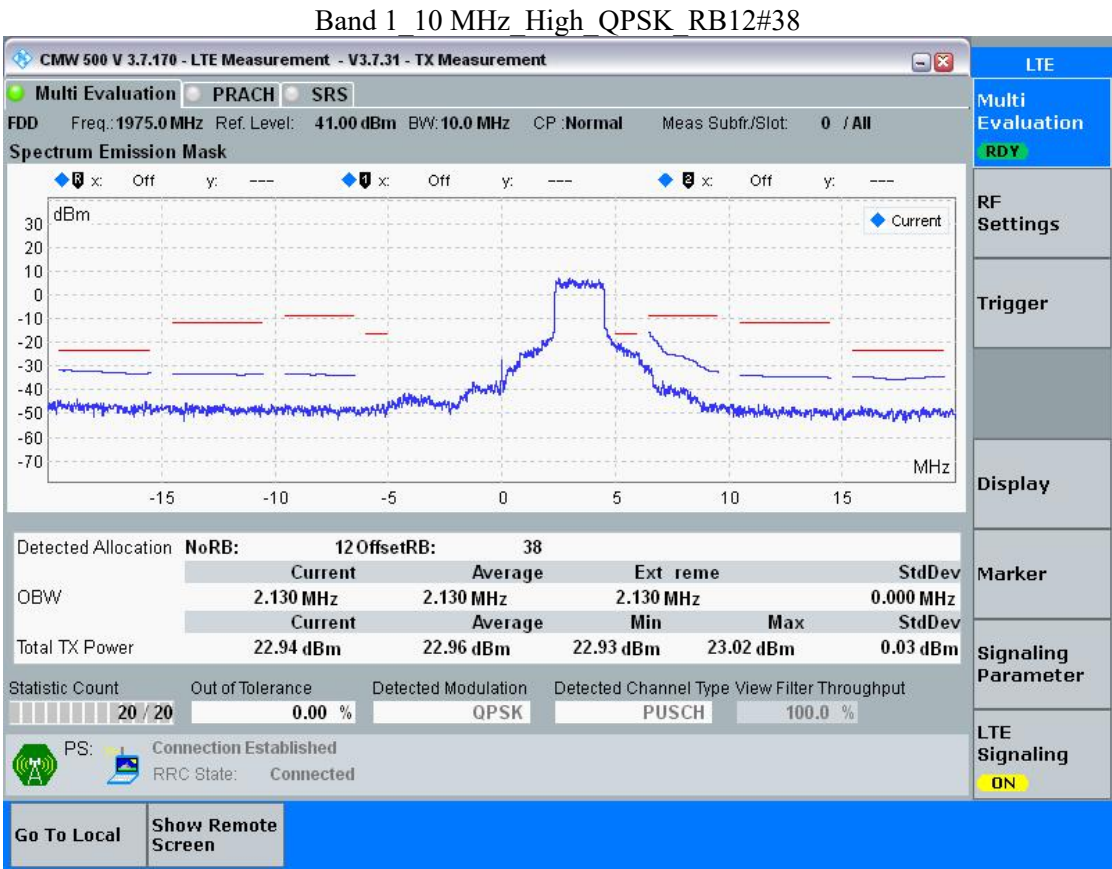 Band 1_10 MHz_High_QPSK_RB12#38
CMW 500 V 3.7.170 - LTE Measurement - V3.7.31 - TX Measurement
LTE
Multi Evaluation PRACH SRS
Multi Evaluation
RDY
FDD Freq.: 1975.0 MHz Ref. Level: 41.00 dBm BW: 10.0 MHz CP : Normal Meas Subfr./Slot: 0 / All
Spectrum Emission Mask
R x: Off y: --- 1 x: Off y: --- 2 x: Off y: ---
dBm
Current
30
20
10
0
-10
-20
-30
-40
-50
-60
-70
MHz
-15 -10 -5 0 5 10 15
RF
Settings
Trigger
Display
Marker
Signaling
Parameter
LTE
Signaling
ON
Detected Allocation NoRB: 12 OffsetRB: 38
Current Average Ext reme StdDev
OBW 2.130 MHz 2.130 MHz 2.130 MHz 0.000 MHz
Current Average Min Max StdDev
Total TX Power 22.94 dBm 22.96 dBm 22.93 dBm 23.02 dBm 0.03 dBm
Statistic Count Out of Tolerance Detected Modulation Detected Channel Type View Filter Throughput
20 / 20 0.00 % QPSK PUSCH 100.0 %
PS: Connection Established
RRC State: Connected
Go To Local
Show Remote
Screen